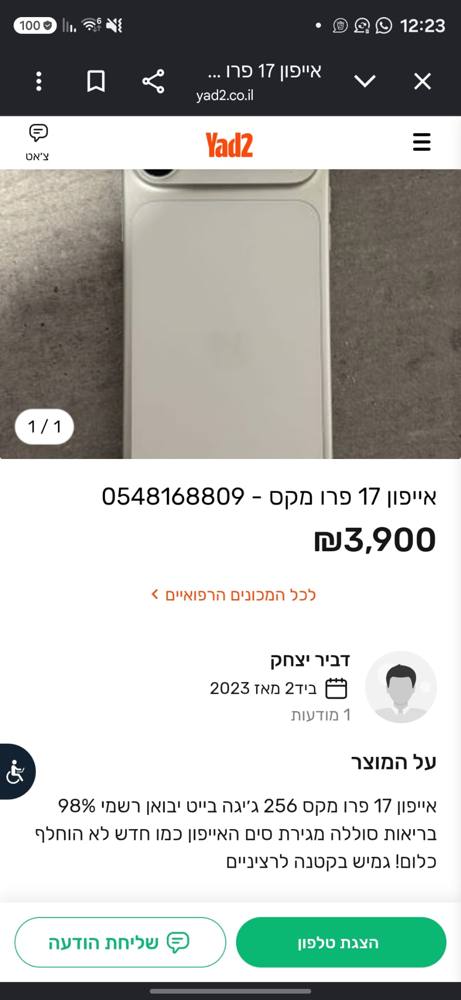 100
6
12:23
אייפון 17 פרו מקס ...
yad2.co.il
צ'אט
Yad2
1 / 1
אייפון 17 פרו מקס - 0548168809
₪3,900
לכל המכונים הרפואיים
דביר יצחק
ביד2 מאז 2023
1 מודעות
על המוצר
אייפון 17 פרו מקס 256 ג'יגה בייט יבואן רשמי 98%
בריאות סוללה מגירת סים האייפון כמו חדש לא הוחלף
כלום! גמיש בקטנה לרציניים
הצגת טלפון
שליחת הודעה